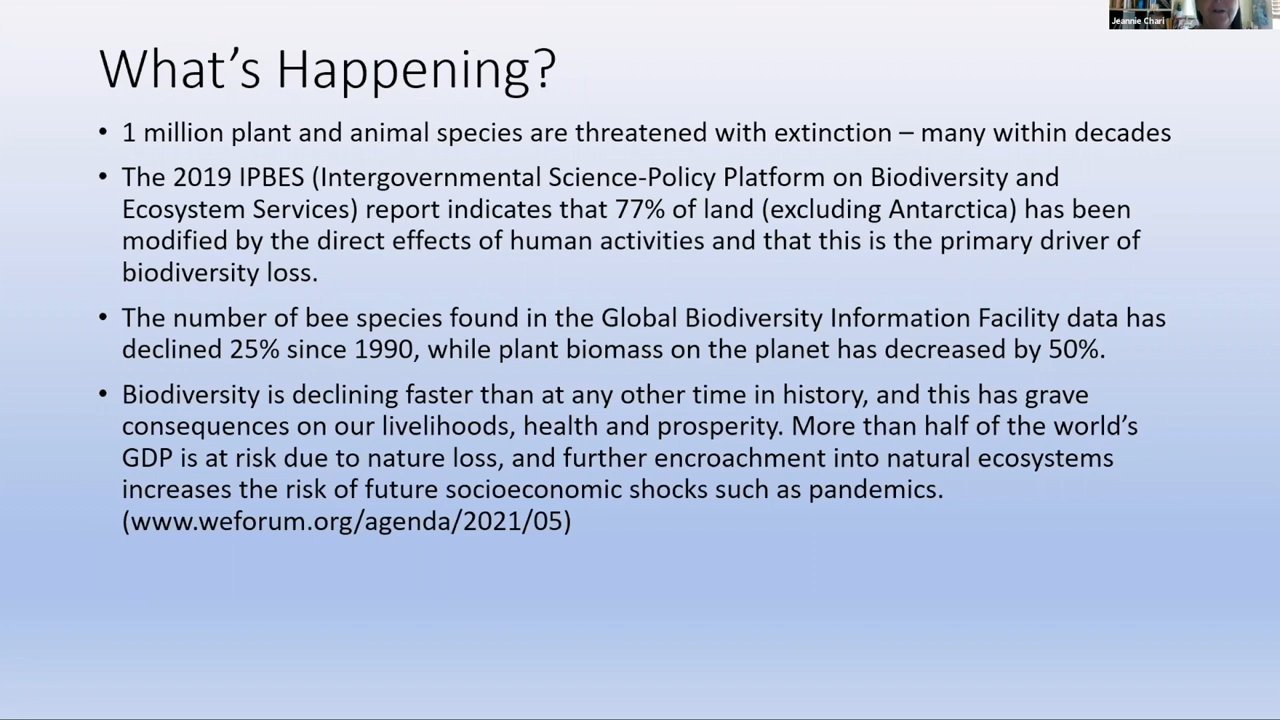 Jeannie Chari
What’s Happening?
• 1 million plant and animal species are threatened with extinction – many within decades
• The 2019 IPBES (Intergovernmental Science-Policy Platform on Biodiversity and
Ecosystem Services) report indicates that 77% of land (excluding Antarctica) has been
modified by the direct effects of human activities and that this is the primary driver of
biodiversity loss.
• The number of bee species found in the Global Biodiversity Information Facility data has
declined 25% since 1990, while plant biomass on the planet has decreased by 50%.
• Biodiversity is declining faster than at any other time in history, and this has grave
consequences on our livelihoods, health and prosperity. More than half of the world’s
GDP is at risk due to nature loss, and further encroachment into natural ecosystems
increases the risk of future socioeconomic shocks such as pandemics.
(www.weforum.org/agenda/2021/05)